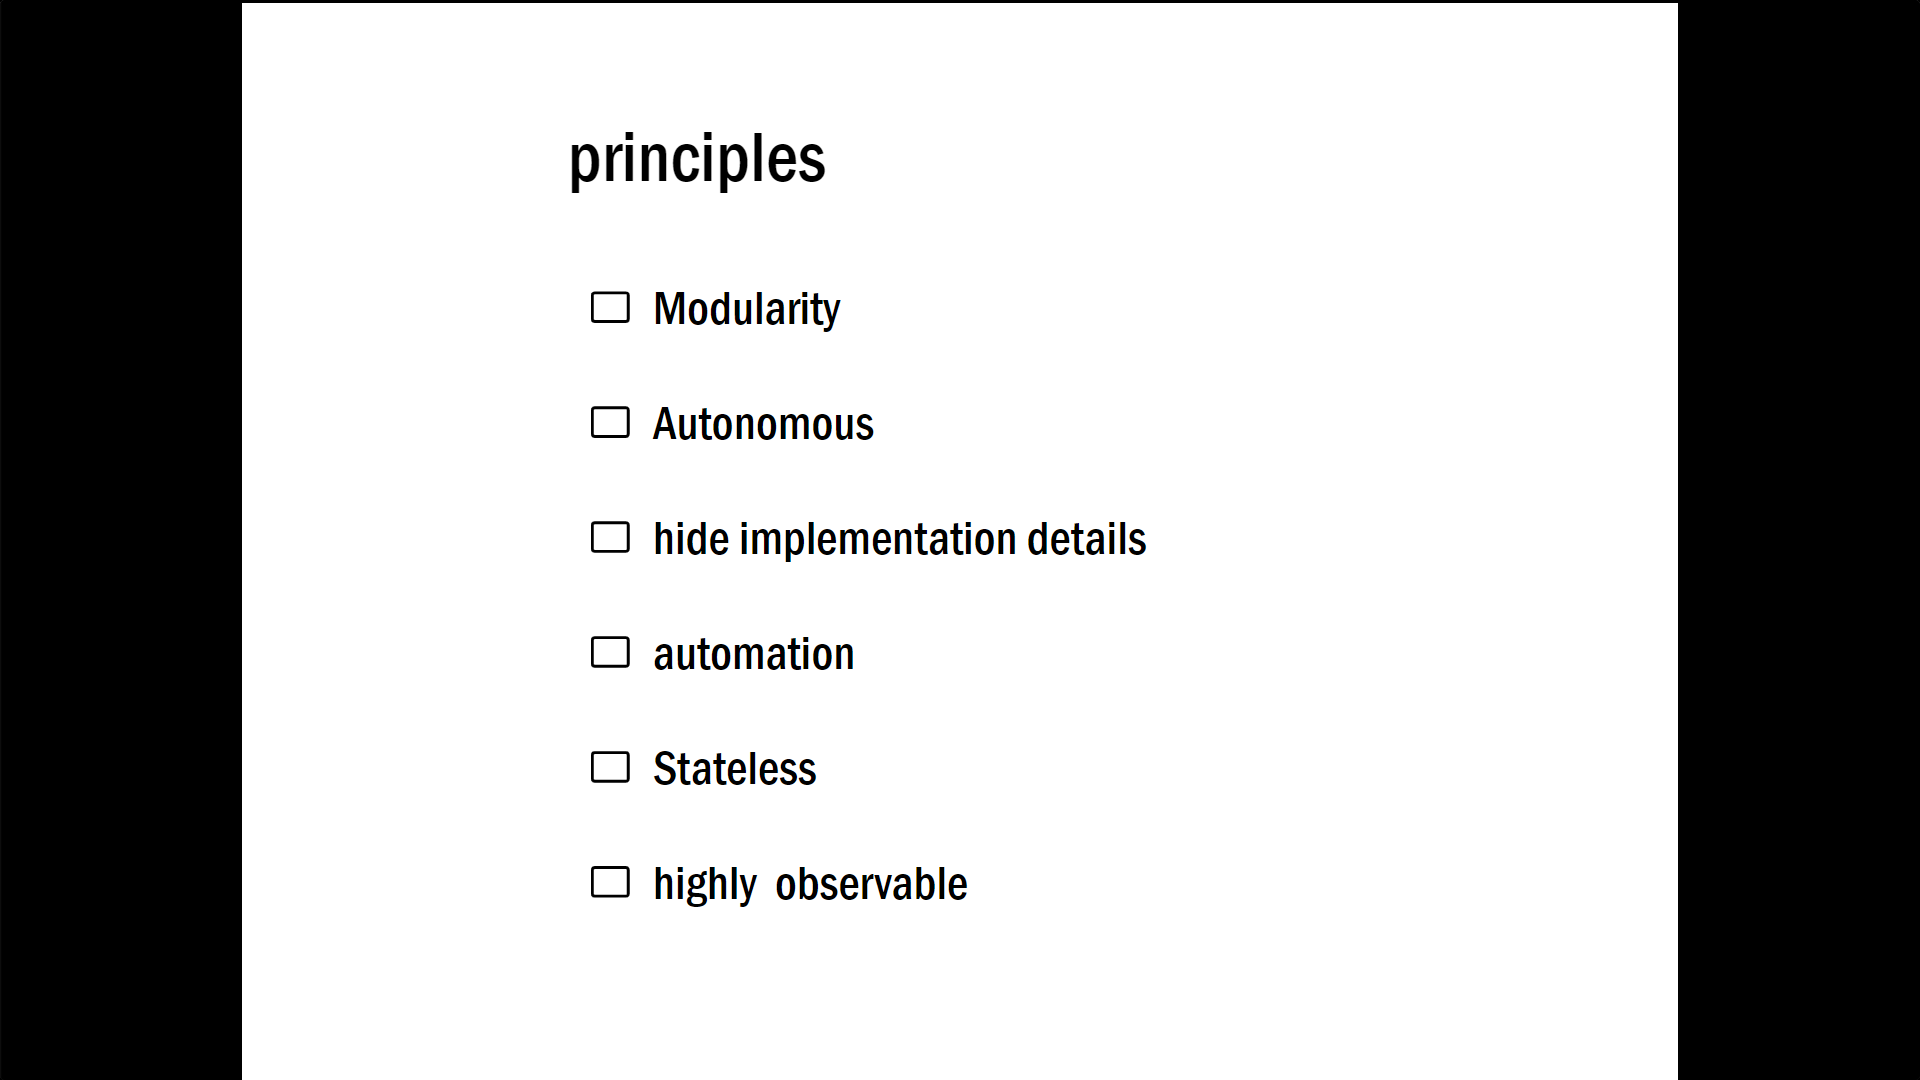 principles
Modularity
Autonomous
hide implementation details
automation
Stateless
highly  observable